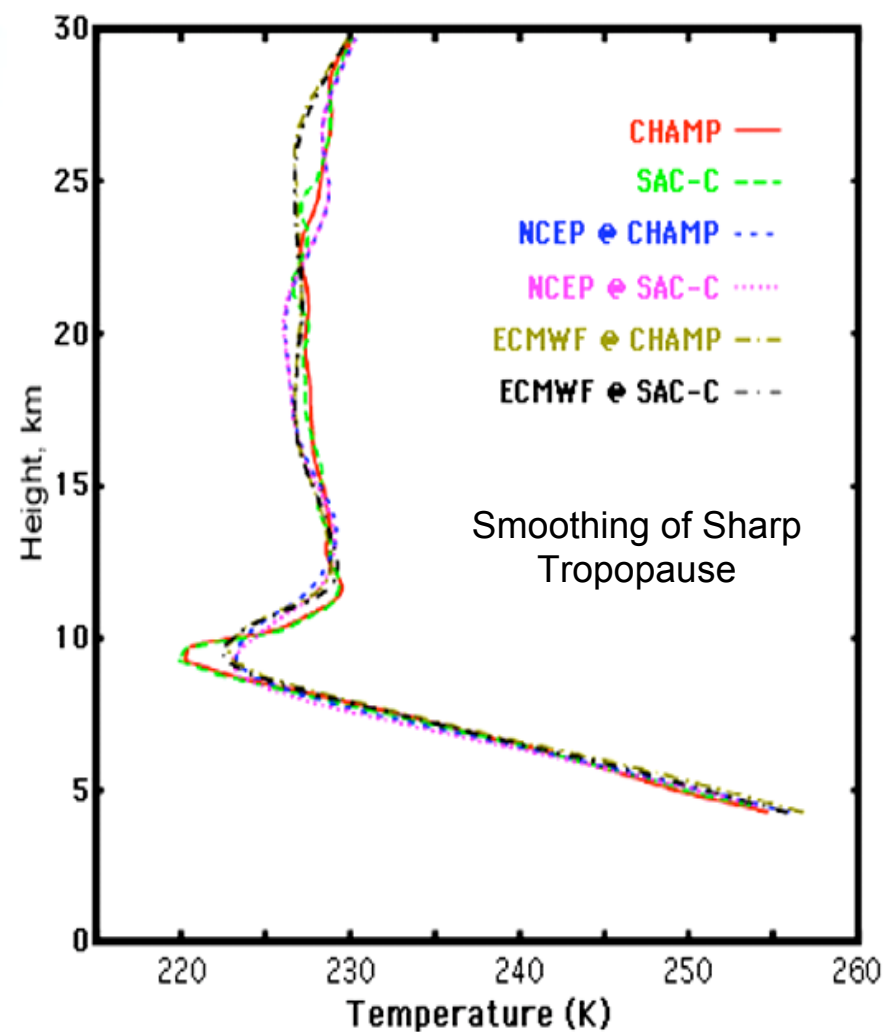 30
25
20
15
10
5
0
Height, km
CHAMP
SAC-C
NCEP @ CHAMP
NCEP @ SAC-C
ECMWF @ CHAMP
ECMWF @ SAC-C
Smoothing of Sharp
Tropopause
220 230 240 250 260
Temperature (K)